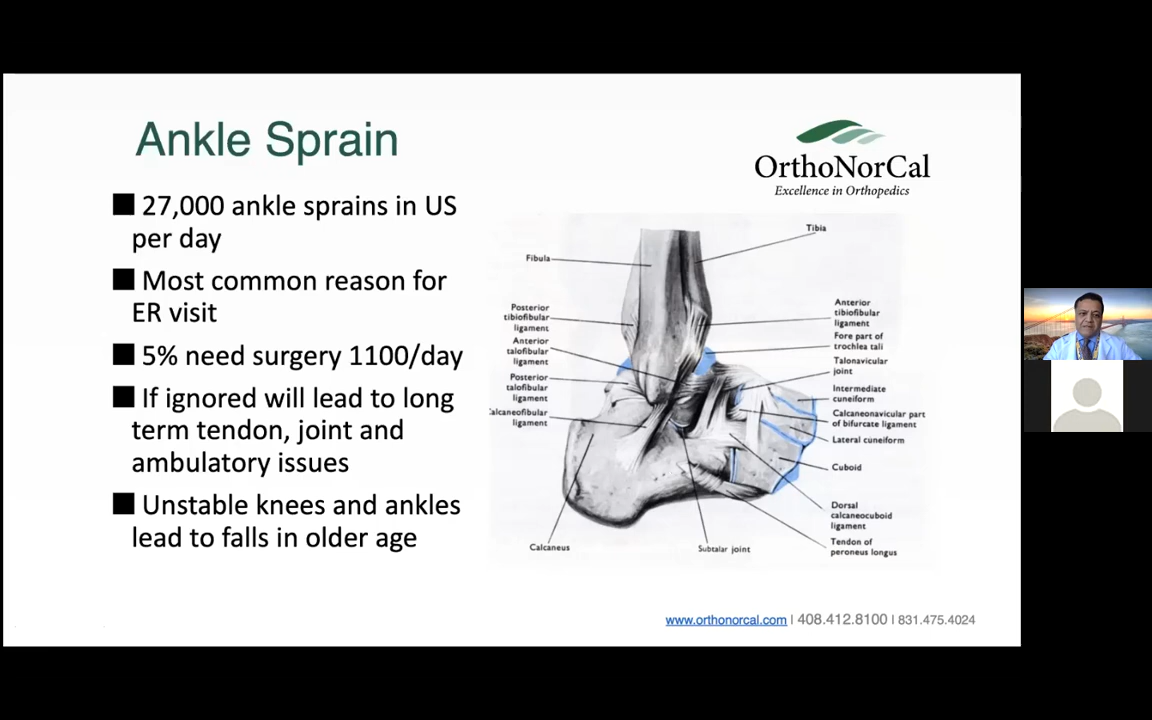 Ankle Sprain
OrthoNorCal
Excellence in Orthopedics
■ 27,000 ankle sprains in US
per day
■ Most common reason for
ER visit
■ 5% need surgery 1100/day
■ If ignored will lead to long
term tendon, joint and
ambulatory issues
■ Unstable knees and ankles
lead to falls in older age
Fibula
Posterior
tibiofibular
ligament
Anterior
talofibular
ligament
Posterior
talofibular
ligament
alcaneofibular
ligament
Calcaneus
Subtalar joint
Tibia
Anterior
tibiofibular
ligament
Fore part of
trochlea tali
Talonavicular
joint
Intermediate
cuneiform
Calcaneonavicular part
of bifurcate ligament
Lateral cuneiform
Cuboid
Dorsal
calcaneocuboid
ligament
Tendon of
peroneus longus
www.orthonorcal.com | 408.412.8100 | 831.475.4024